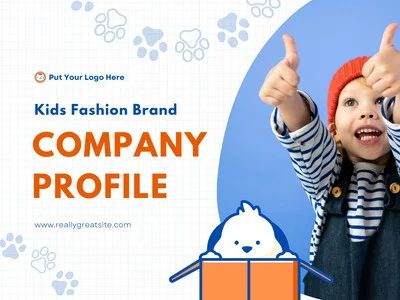 Put Your Logo Here
Kids Fashion Brand
COMPANY
PROFILE
www.reallygreatsite.com